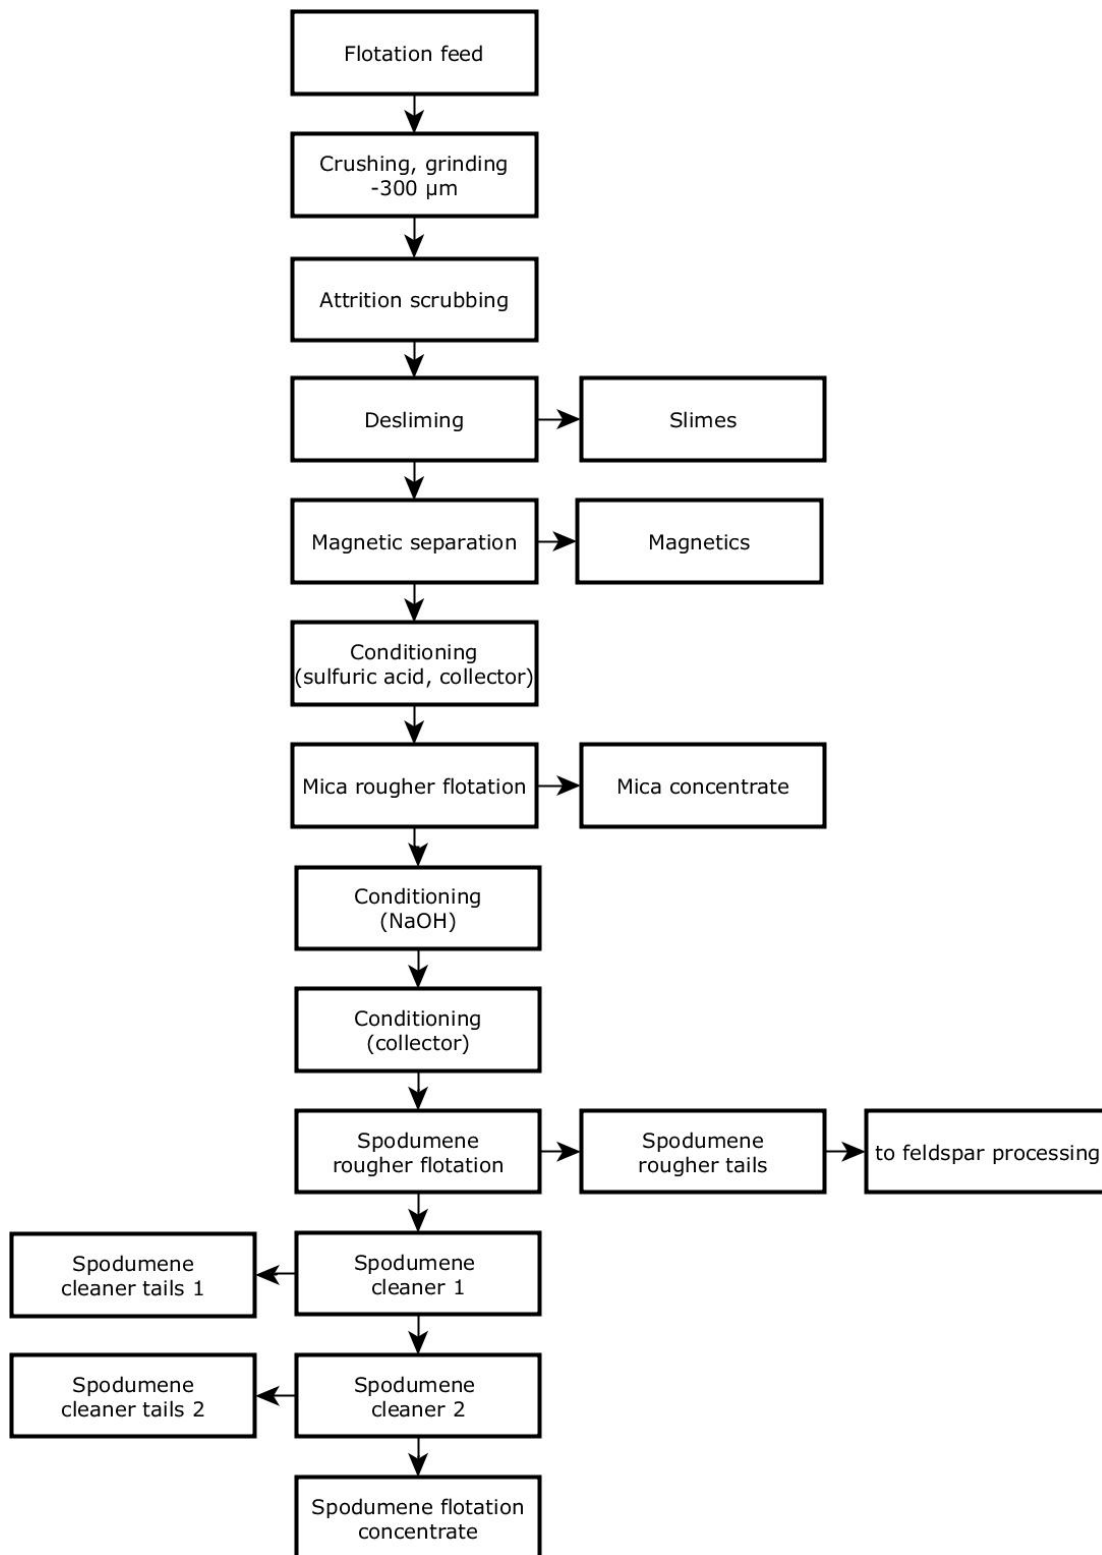 Flotation feed
Crushing, grinding
-300 µm
Attrition scrubbing
Desliming
Slimes
Magnetic separation
Magnetics
Conditioning
(sulfuric acid, collector)
Mica rougher flotation
Mica concentrate
Conditioning
(NaOH)
Conditioning
(collector)
Spodumene
rougher flotation
Spodumene
rougher tails
to feldspar processing
Spodumene
cleaner tails 1
Spodumene
cleaner 1
Spodumene
cleaner tails 2
Spodumene
cleaner 2
Spodumene flotation
concentrate